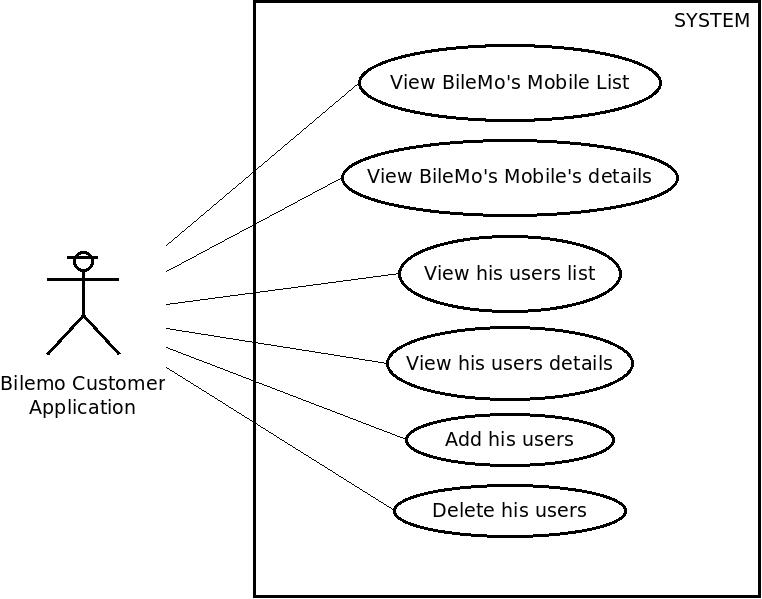 SYSTEM
View BileMo's Mobile List
View BileMo's Mobile's details
View his users list
View his users details
Add his users
Delete his users
Bilemo Customer
Application